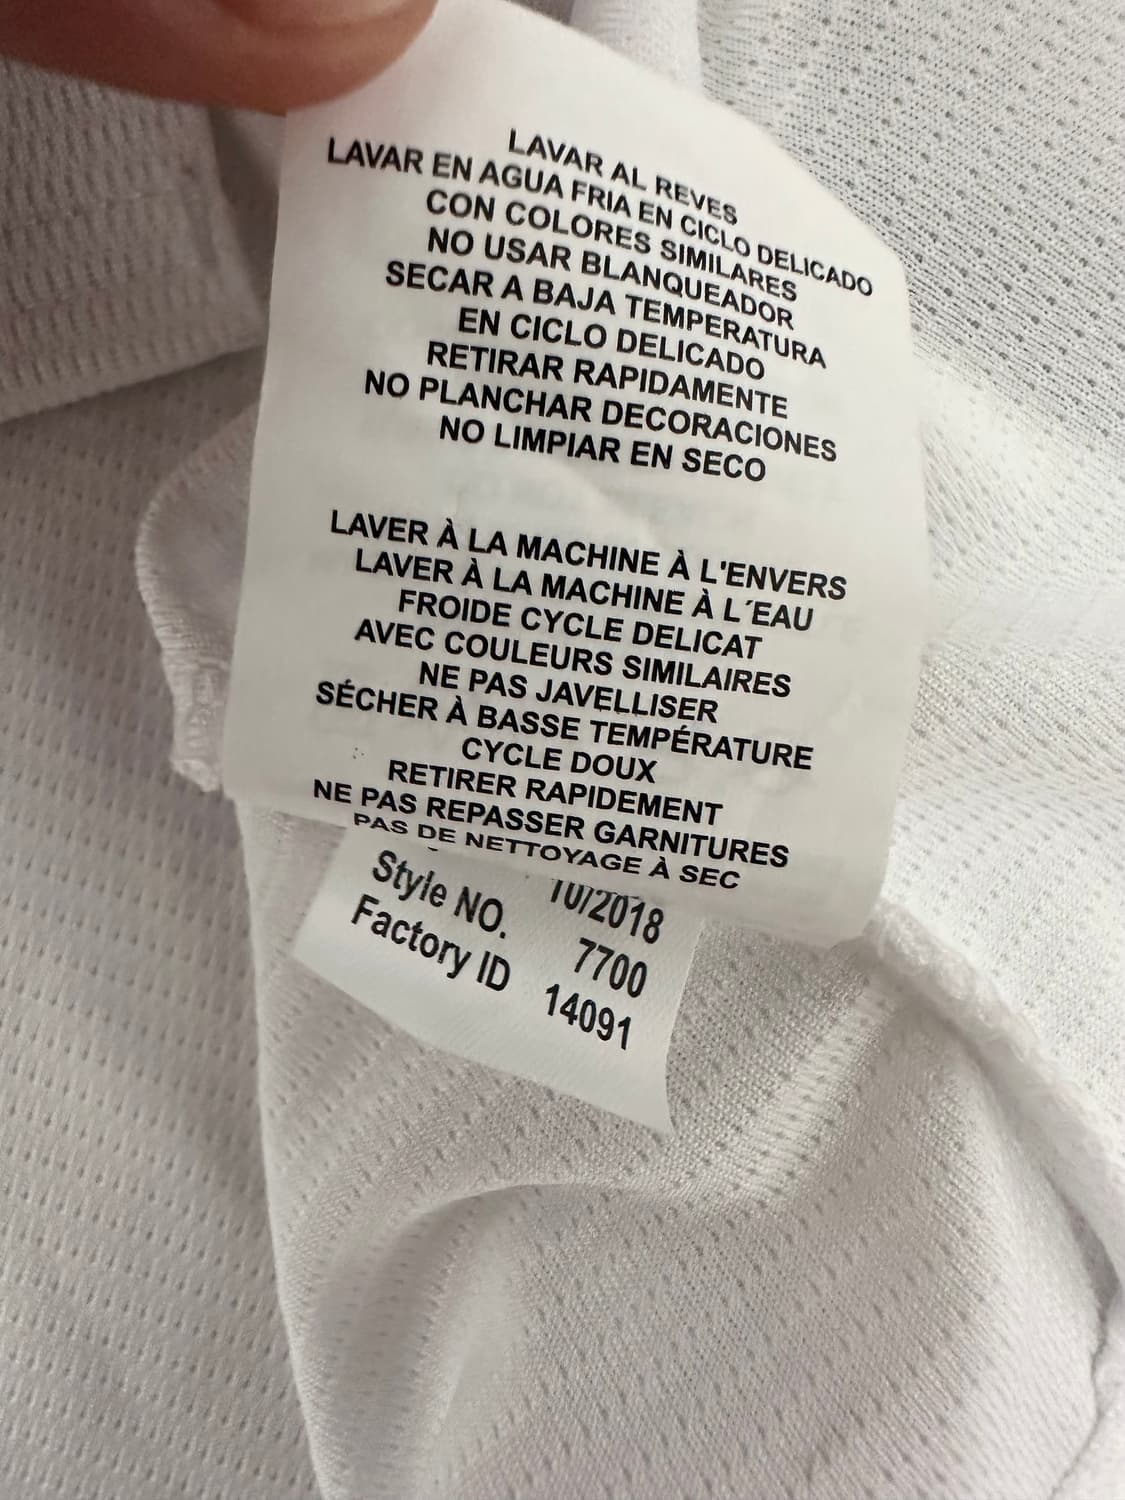 LAVAR AL REVES
LAVAR EN AGUA FRIA EN CICLO DELICADO
CON COLORES SIMILARES
NO USAR BLANQUEADOR
SECAR A BAJA TEMPERATURA
EN CICLO DELICADO
RETIRAR RAPIDAMENTE
NO PLANCHAR DECORACIONES
NO LIMPIAR EN SECO
LAVER À LA MACHINE À L'ENVERS
LAVER À LA MACHINE À L´EAU
FROIDE CYCLE DELICAT
AVEC COULEURS SIMILAIRES
NE PAS JAVELLISER
SÉCHER À BASSE TEMPÉRATURE
CYCLE DOUX
RETIRER RAPIDEMENT
NE PAS REPASSER GARNITURES
PAS DE NETTOYAGE À SEC
10/2018
Style NO. 7700
Factory ID 14091